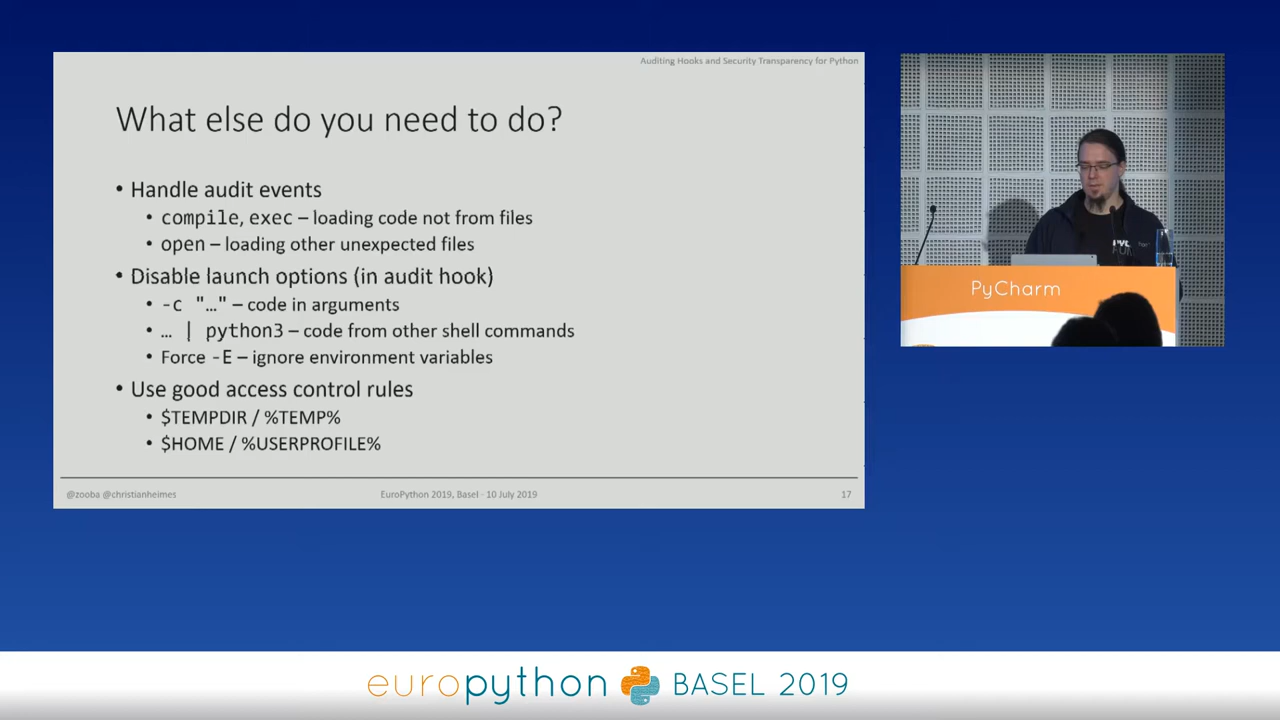 Auditing Hooks and Security Transparency for Python
What else do you need to do?
• Handle audit events
• compile, exec – loading code not from files
• open – loading other unexpected files
• Disable launch options (in audit hook)
• -c "…" – code in arguments
• … | python3 – code from other shell commands
• Force -E – ignore environment variables
• Use good access control rules
• $TEMPDIR / %TEMP%
• $HOME / %USERPROFILE%
@zooba @christianheimes
EuroPython 2019, Basel - 10 July 2019
17
PyCharm
europython BASEL 2019